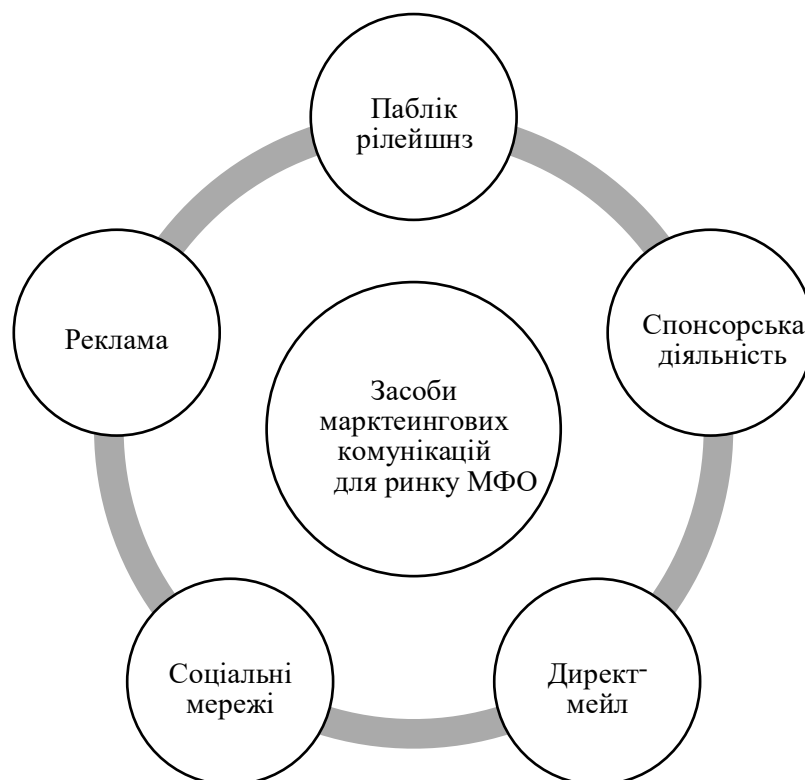 Паблік
рілейшнз
Спонсорська
діяльність
Реклама
Засоби
марктеингових
комунікацій
для ринку МФО
Соціальні
мережі
Директ-
мейл